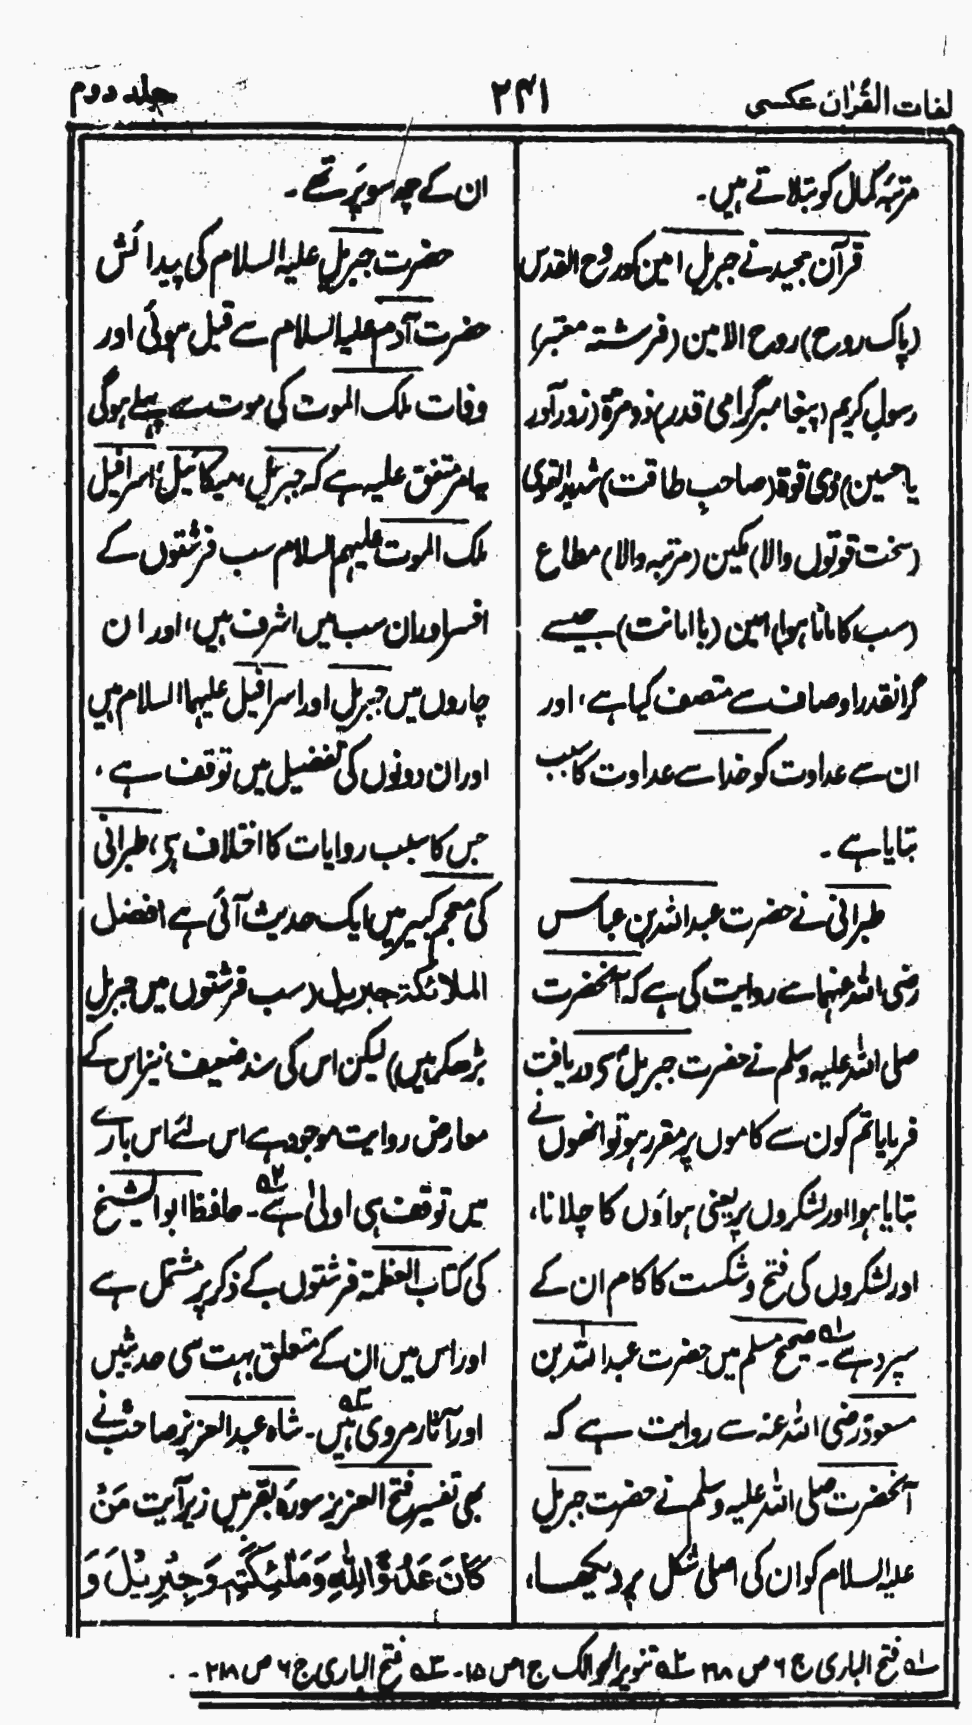 لغات القرآن عکسی
۲۴۱
جلد دوم
مرتبۂ کمال کو بتلاتے ہیں۔
قرآن مجید نے جبریل امین کو روح القدس
(پاک روح) روح الامین (فرشتہ معتبر)
رسول کریم (پیغامبر گرامی قدر) ذو مرۃ (زور آور
یا حسین) ذی قوۃ (صاحب طاقت) شدید القوی
(سخت قوتوں والا) مکین (مرتبہ والا) مطاع
(سب کا مانا ہوا) امین (با امانت) جیسے
گرانقدر اوصاف سے متصف کیا ہے، اور
ان سے عداوت کو خدا سے عداوت کا سبب
بتایا ہے۔
طبرانی نے حضرت عبداللہ بن عباس
رضی اللہ عنہما سے روایت کی ہے کہ آنحضرت
صلی اللہ علیہ وسلم نے حضرت جبریل سے دریافت
فرمایا تم کون سے کاموں پر مقرر ہو تو انھوں نے
بتایا ہوا اور لشکروں پر یعنی ہواؤں کا چلانا،
اور لشکروں کی فتح و شکست کا کام ان کے
سپرد ہے۔ ۱ صحیح مسلم میں حضرت عبداللہ بن
مسعود رضی اللہ عنہ سے روایت ہے کہ
آنحضرت صلی اللہ علیہ وسلم نے حضرت جبریل
علیہ السلام کو ان کی اصلی شکل پر دیکھا،
ان کے چھ سو پر تھے۔
حضرت جبریل علیہ السلام کی پیدائش
حضرت آدم علیہ السلام سے قبل ہوئی اور
وفات ملک الموت کی موت سے پہلے ہوگی
یہ امر متفق علیہ ہے کہ جبریل، میکائیل، اسرافیل
ملک الموت علیہم السلام سب فرشتوں کے
افسر اور ان سب میں اشرف ہیں، اور ان
چاروں میں جبریل اور اسرافیل علیہما السلام ہیں
اور ان دونوں کی تفضیل میں توقف ہے،
جس کا سبب روایات کا اختلاف ہے، طبرانی
کی معجم کبیر میں ایک حدیث آئی ہے افضل
الملائکۃ جبریل (سب فرشتوں میں جبریل
بڑھکر ہیں) لیکن اس کی سند ضعیف نیز اس کے
معارض روایت موجود ہے اس لئے اس بارے
میں توقف ہی اولیٰ ہے۔ ۲ حافظ ابو الشیخ
کی کتاب العظمۃ فرشتوں کے ذکر پر مشتمل ہے
اور اس میں ان کے متعلق بہت سی حدیثیں
اور آثار مروی ہیں۔ ۳ شاہ عبدالعزیز صاحب نے
بھی تفسیر فتح العزیز سورہ بقر میں زیر آیت مَنْ
كَانَ عَدُوًّا لِّلّٰهِ وَمَلٰٓئِكَتِهٖ وَجِبْرِيْلَ وَ
۱ فتح الباری ج ۶ ص ۲۱۸ ۲ تنویر الحوالک ج ۱ ص ۱۵۔ ۳ فتح الباری ج ۶ ص ۲۱۸۔